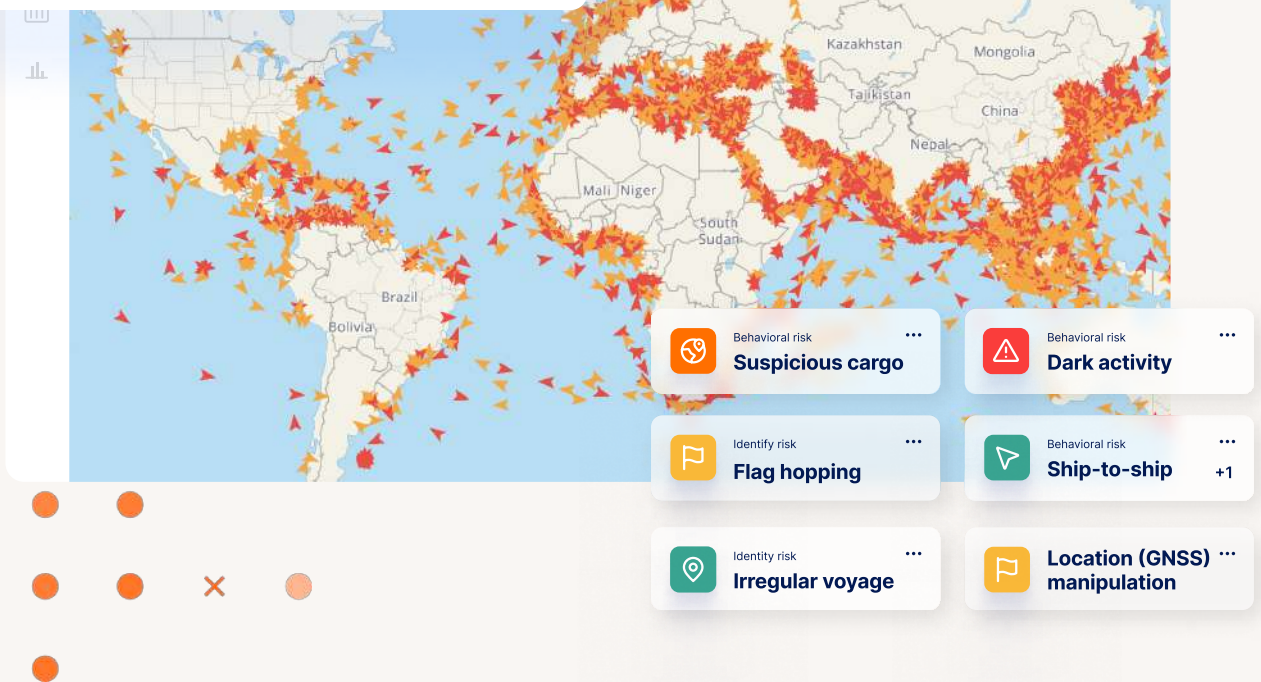 Kazakhstan
Mongolia
Tajikistan
China
Nepal
Mali Niger
South
Sudan
Brazil
Bolivia
Behavioral risk
Suspicious cargo
Behavioral risk
Dark activity
Identify risk
Flag hopping
Behavioral risk
Ship-to-ship
+1
Identity risk
Irregular voyage
Location (GNSS)
manipulation